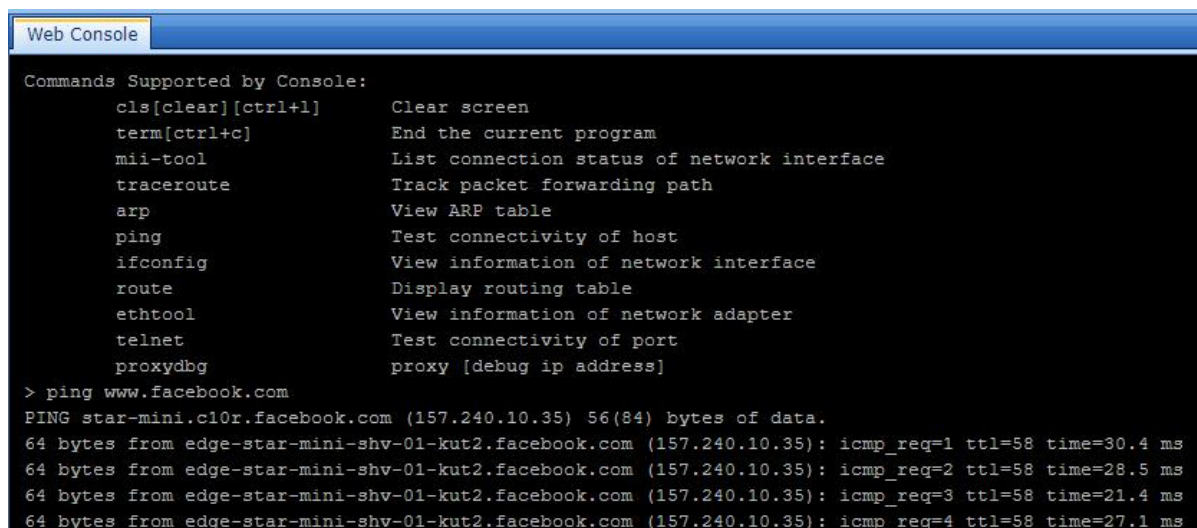 Web Console
Commands Supported by Console:
cls[clear][ctrl+l] Clear screen
term[ctrl+c] End the current program
mii-tool List connection status of network interface
traceroute Track packet forwarding path
arp View ARP table
ping Test connectivity of host
ifconfig View information of network interface
route Display routing table
ethtool View information of network adapter
telnet Test connectivity of port
proxydbg proxy [debug ip address]
> ping www.facebook.com
PING star-mini.c10r.facebook.com (157.240.10.35) 56(84) bytes of data.
64 bytes from edge-star-mini-shv-01-kut2.facebook.com (157.240.10.35): icmp_req=1 ttl=58 time=30.4 ms
64 bytes from edge-star-mini-shv-01-kut2.facebook.com (157.240.10.35): icmp_req=2 ttl=58 time=28.5 ms
64 bytes from edge-star-mini-shv-01-kut2.facebook.com (157.240.10.35): icmp_req=3 ttl=58 time=21.4 ms
64 bytes from edge-star-mini-shv-01-kut2.facebook.com (157.240.10.35): icmp_req=4 ttl=58 time=27.1 ms